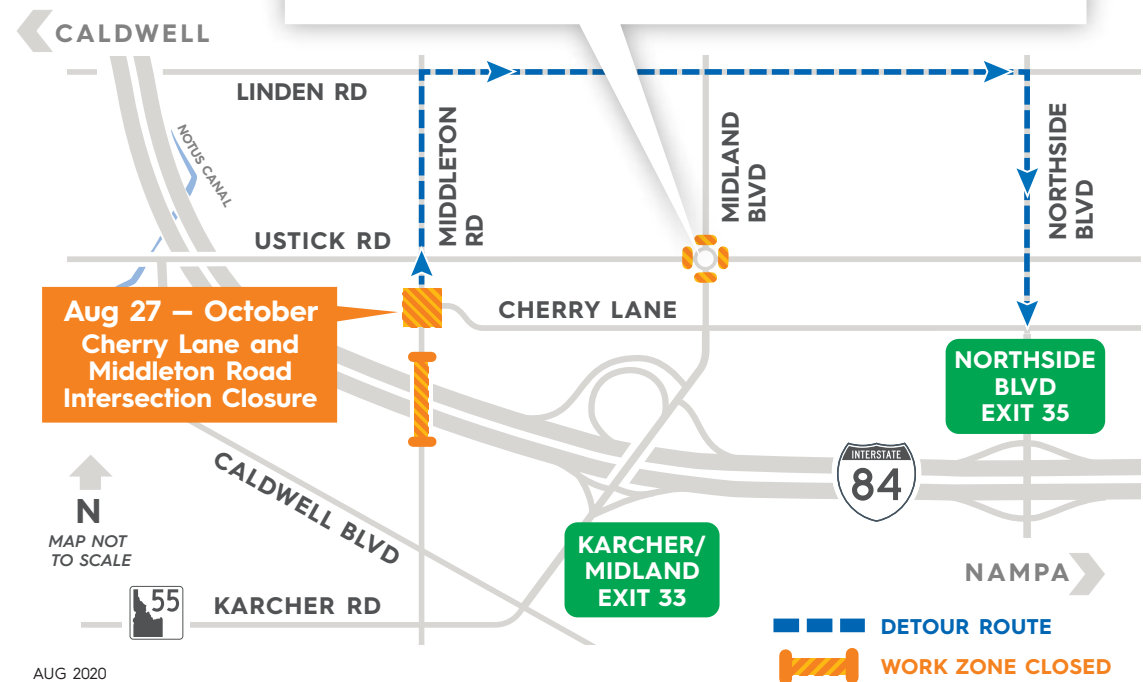 CALDWELL
LINDEN RD
NOTUS CANAL
MIDDLETON
RD
MIDLAND
BLVD
NORTHSIDE
BLVD
USTICK RD
Aug 27 – October
Cherry Lane and
Middleton Road
Intersection Closure
CHERRY LANE
NORTHSIDE
BLVD
EXIT 35
INTERSTATE
84
CALDWELL BLVD
N
MAP NOT
TO SCALE
KARCHER/
MIDLAND
EXIT 33
NAMPA
55
KARCHER RD
DETOUR ROUTE
WORK ZONE CLOSED
AUG 2020